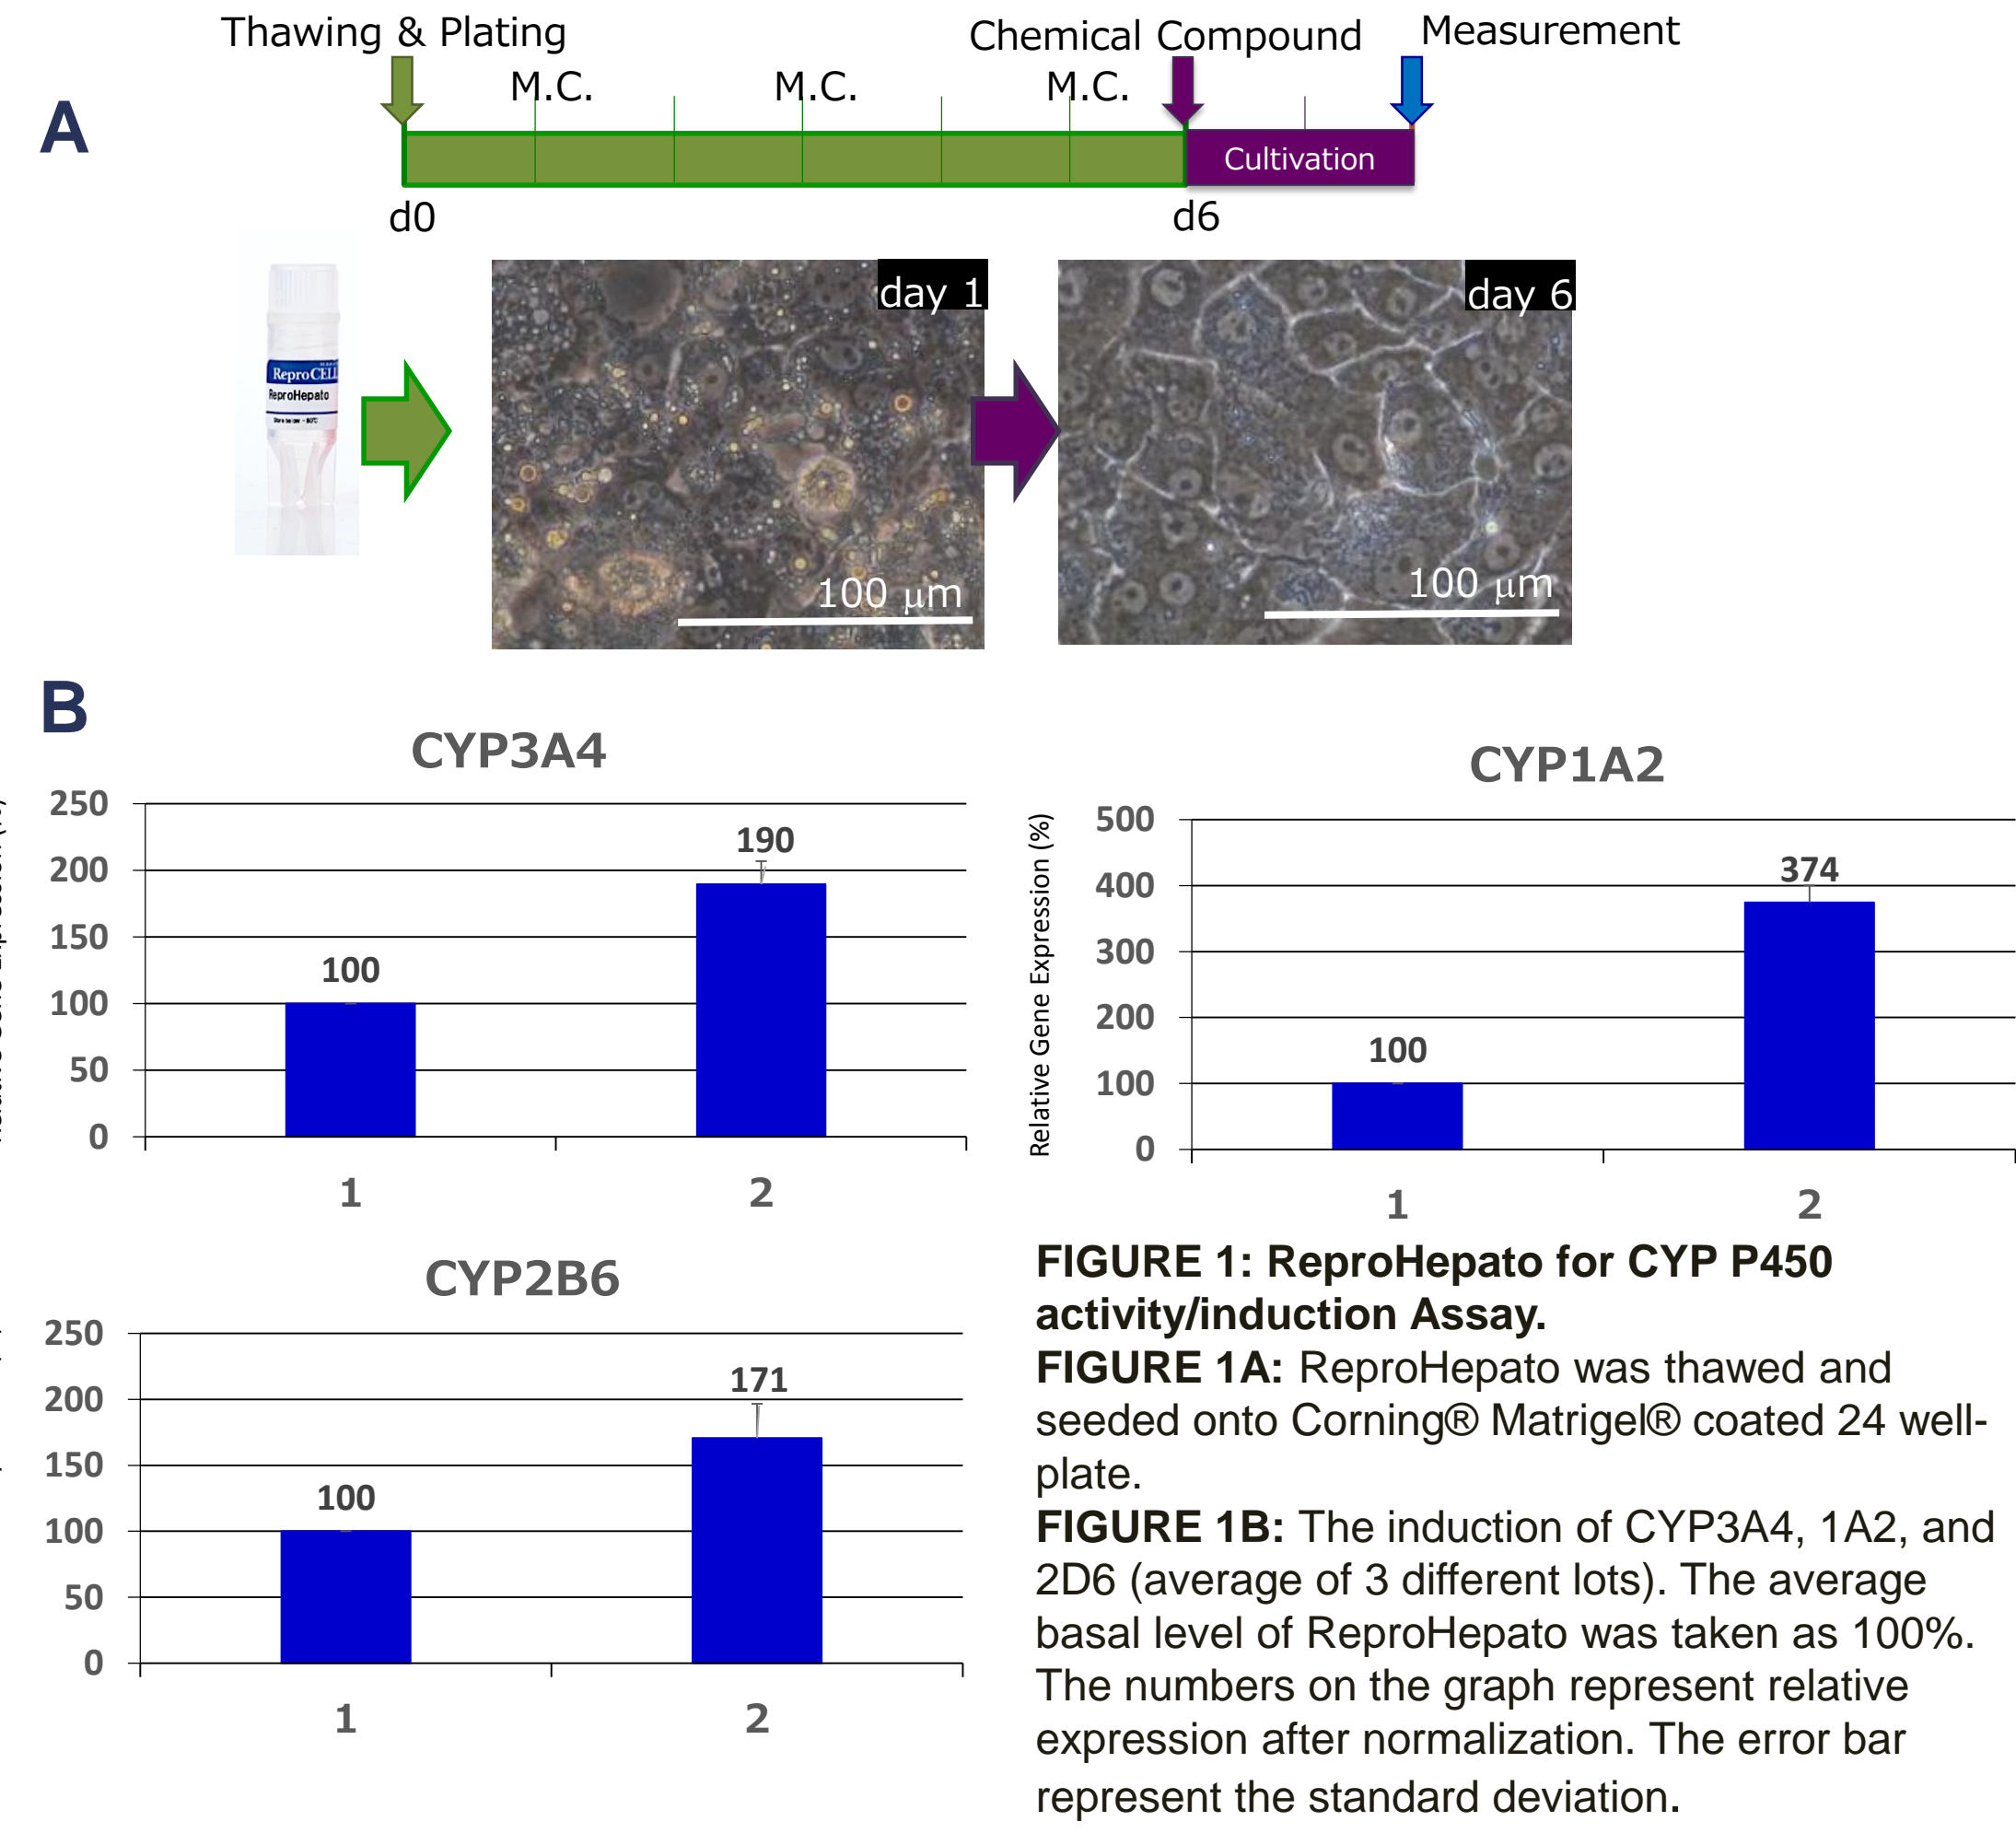 Thawing & Plating
Chemical Compound
Measurement
M.C.
M.C.
M.C.
A
Cultivation
d0
d6
ReproCELL
ReproHepato
day 1
100 μm
day 6
100 μm
B
CYP3A4
250
200
150
100
50
0
100
190
1
2
CYP1A2
Relative Gene Expression (%)
500
400
300
200
100
0
100
374
1
2
CYP2B6
250
200
150
100
50
0
100
171
1
2
FIGURE 1: ReproHepato for CYP P450
activity/induction Assay.
FIGURE 1A: ReproHepato was thawed and
seeded onto Corning® Matrigel® coated 24 well-
plate.
FIGURE 1B: The induction of CYP3A4, 1A2, and
2D6 (average of 3 different lots). The average
basal level of ReproHepato was taken as 100%.
The numbers on the graph represent relative
expression after normalization. The error bar
represent the standard deviation.